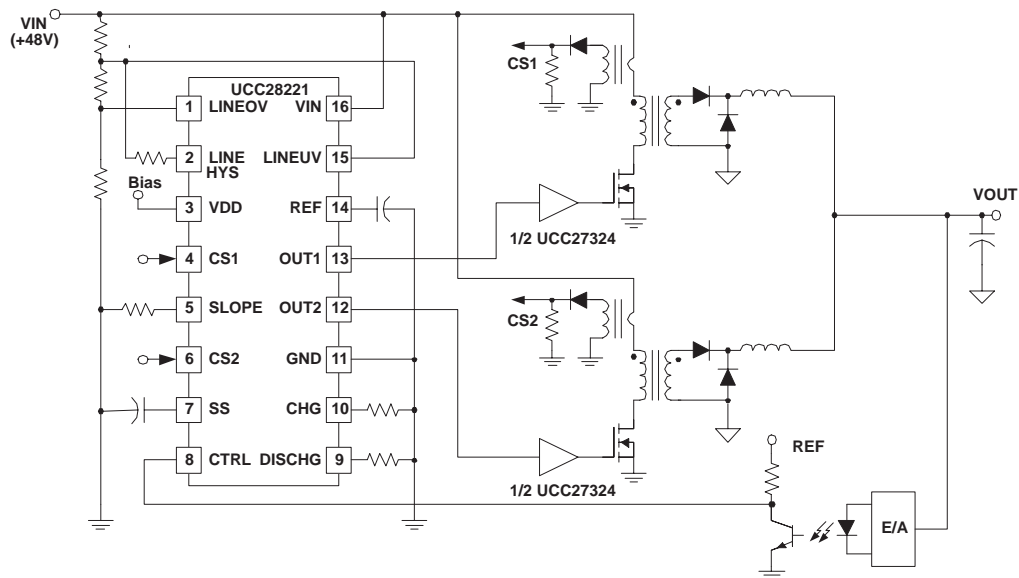 VIN
(+48V)
CS1
UCC28221
1 LINEOV VIN 16
2 LINE LINEUV 15
HYS
Bias
3 VDD REF 14
1/2 UCC27324
VOUT
4 CS1 OUT1 13
5 SLOPE OUT2 12
CS2
6 CS2 GND 11
7 SS CHG 10
8 CTRL DISCHG 9
REF
1/2 UCC27324
E/A